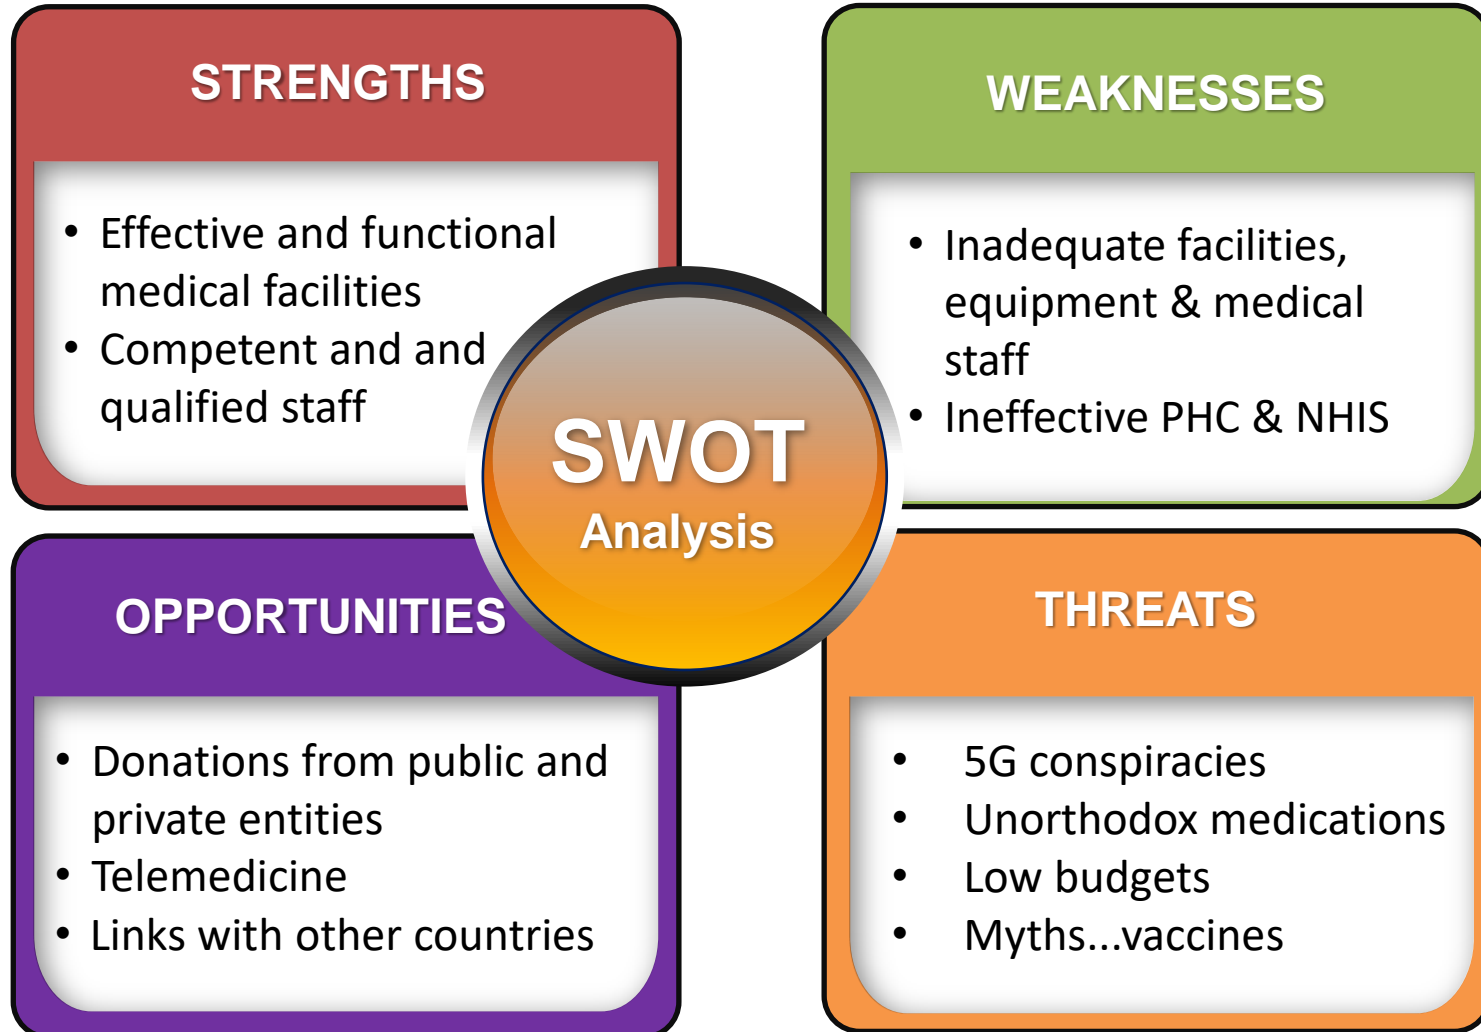 STRENGTHS
• Effective and functional
medical facilities
• Competent and and
qualified staff
WEAKNESSES
• Inadequate facilities,
equipment & medical
staff
• Ineffective PHC & NHIS
SWOT
Analysis
OPPORTUNITIES
• Donations from public and
private entities
• Telemedicine
• Links with other countries
THREATS
• 5G conspiracies
• Unorthodox medications
• Low budgets
• Myths...vaccines